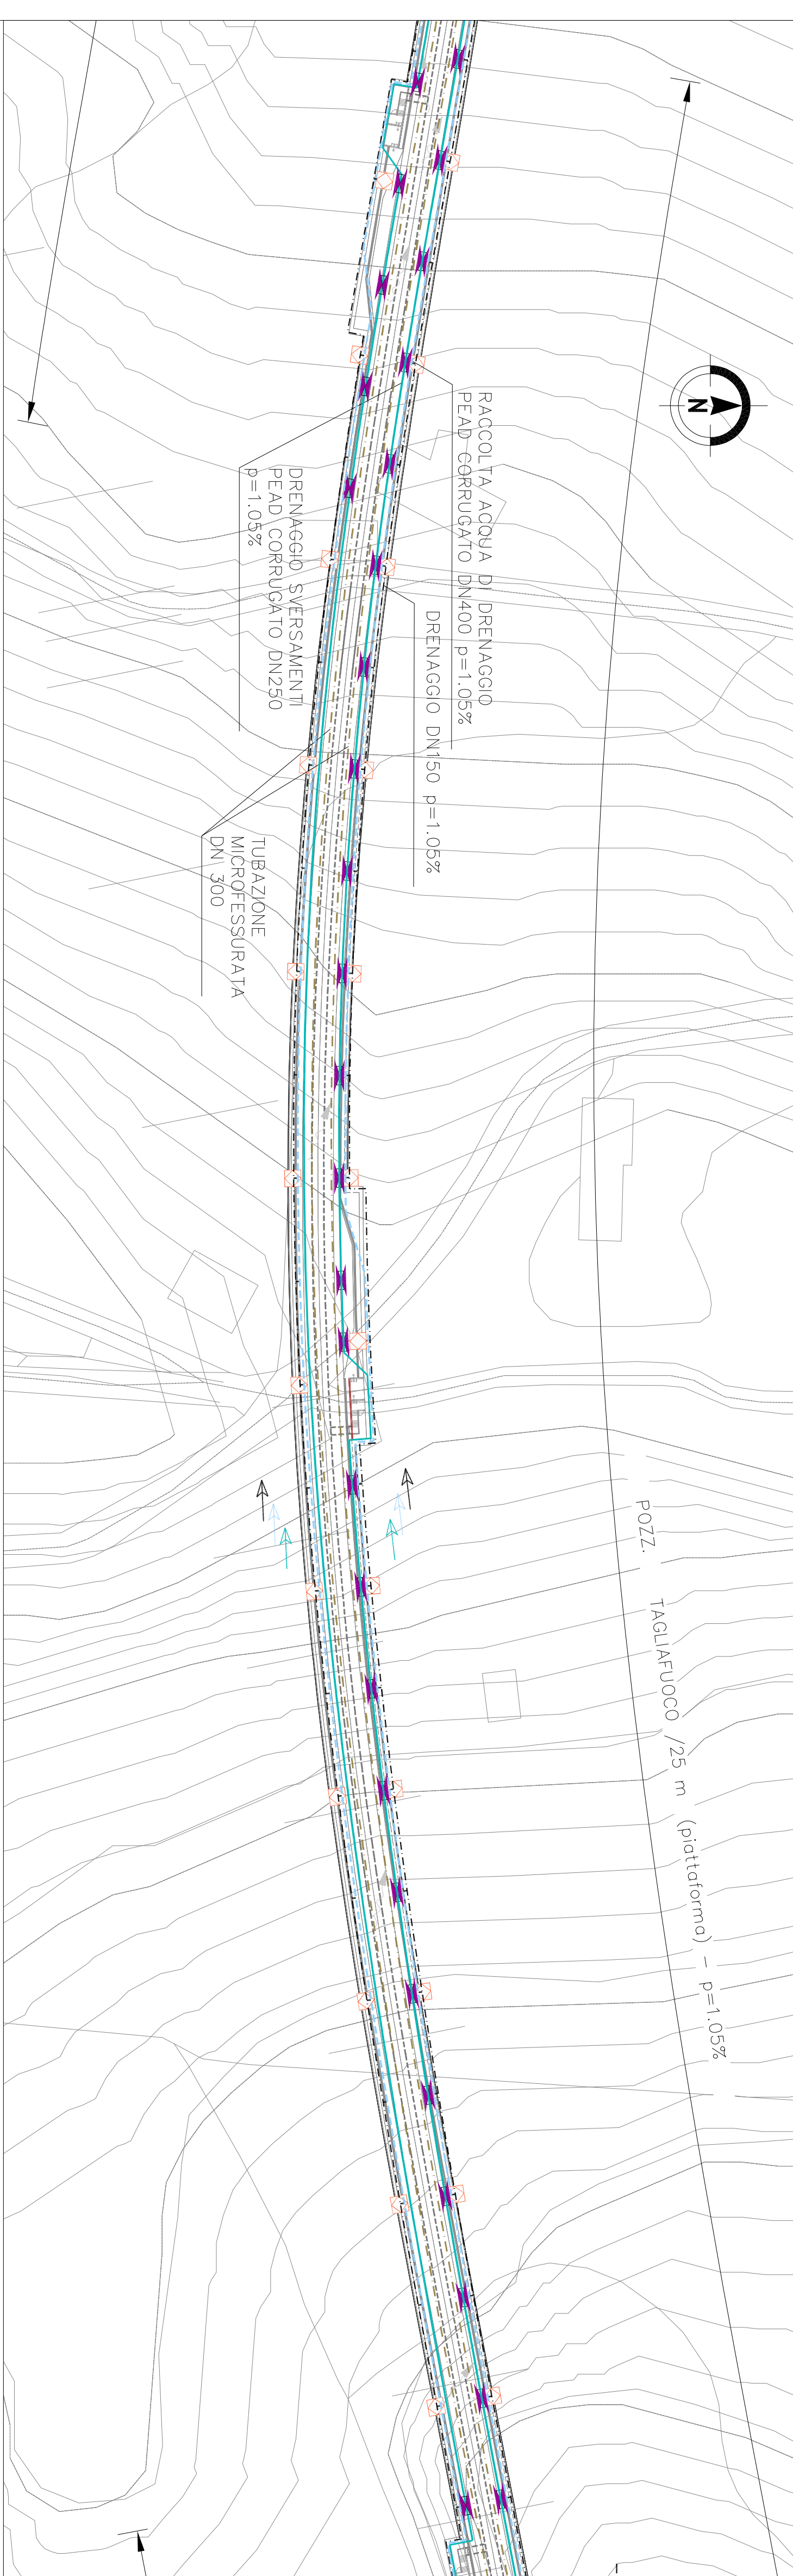 N
RACCOLTA ACQUA DI DRENAGGIO
PEAD CORRUGATO DN400 p=1.05%
DRENAGGIO SVERSAMENTI
PEAD CORRUGATO DN250
p=1.05%
DRENAGGIO DN150 p=1.05%
TUBAZIONE
MICROFESSURATA
DN 300
POZZ. TAGLIAFUOCO /25 m (piattaforma) - p=1.05%